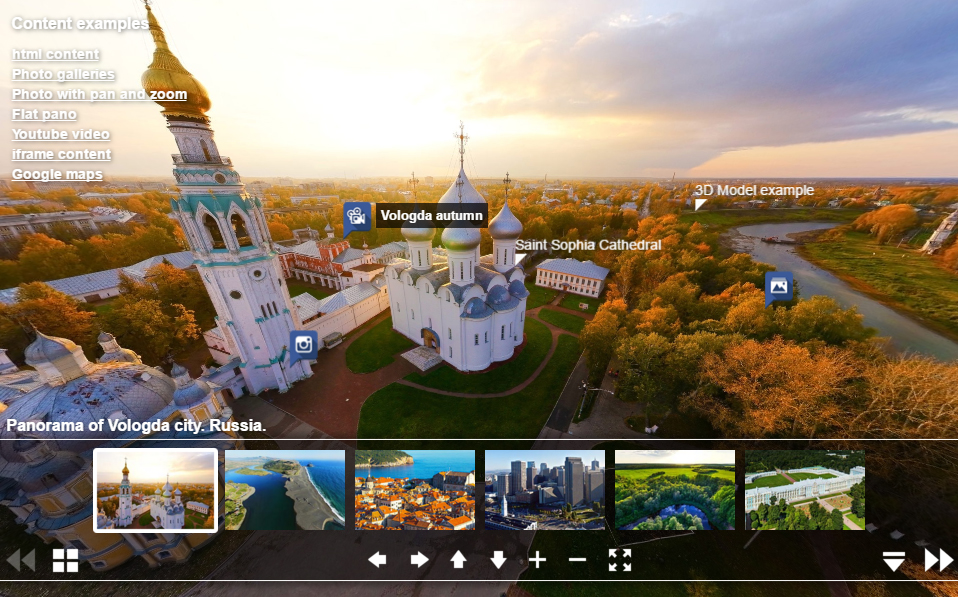 Content examples
html content
Photo galleries
Photo with pan and zoom
Flat pano
Youtube video
iframe content
Google maps
3D Model example
Vologda autumn
Saint Sophia Cathedral
Panorama of Vologda city. Russia.